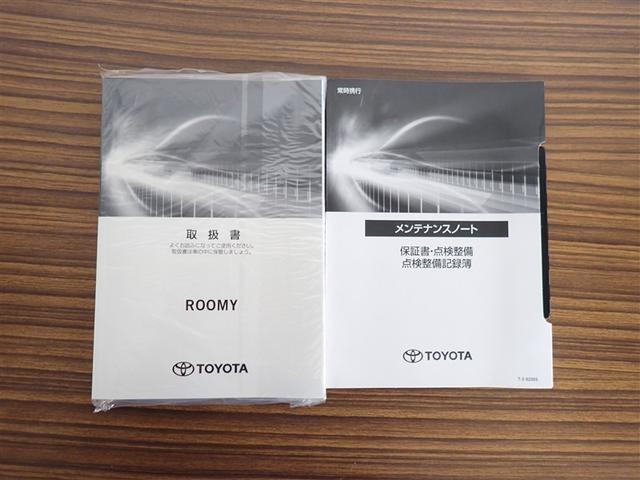 取扱書
よくお読みになってご使用ください。
取扱書は車の中に保管しましょう。
ROOMY
TOYOTA
常時携行
メンテナンスノート
保証書・点検整備
点検整備記録簿
TOYOTA